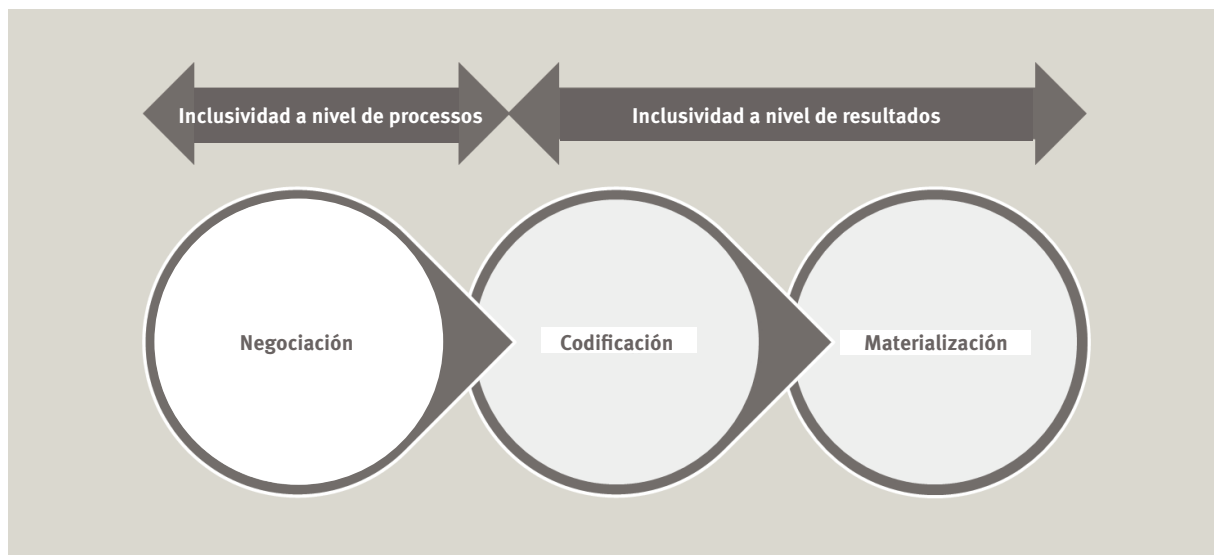 Inclusividad a nivel de processos
Inclusividad a nivel de resultados
Negociación
Codificación
Materialización